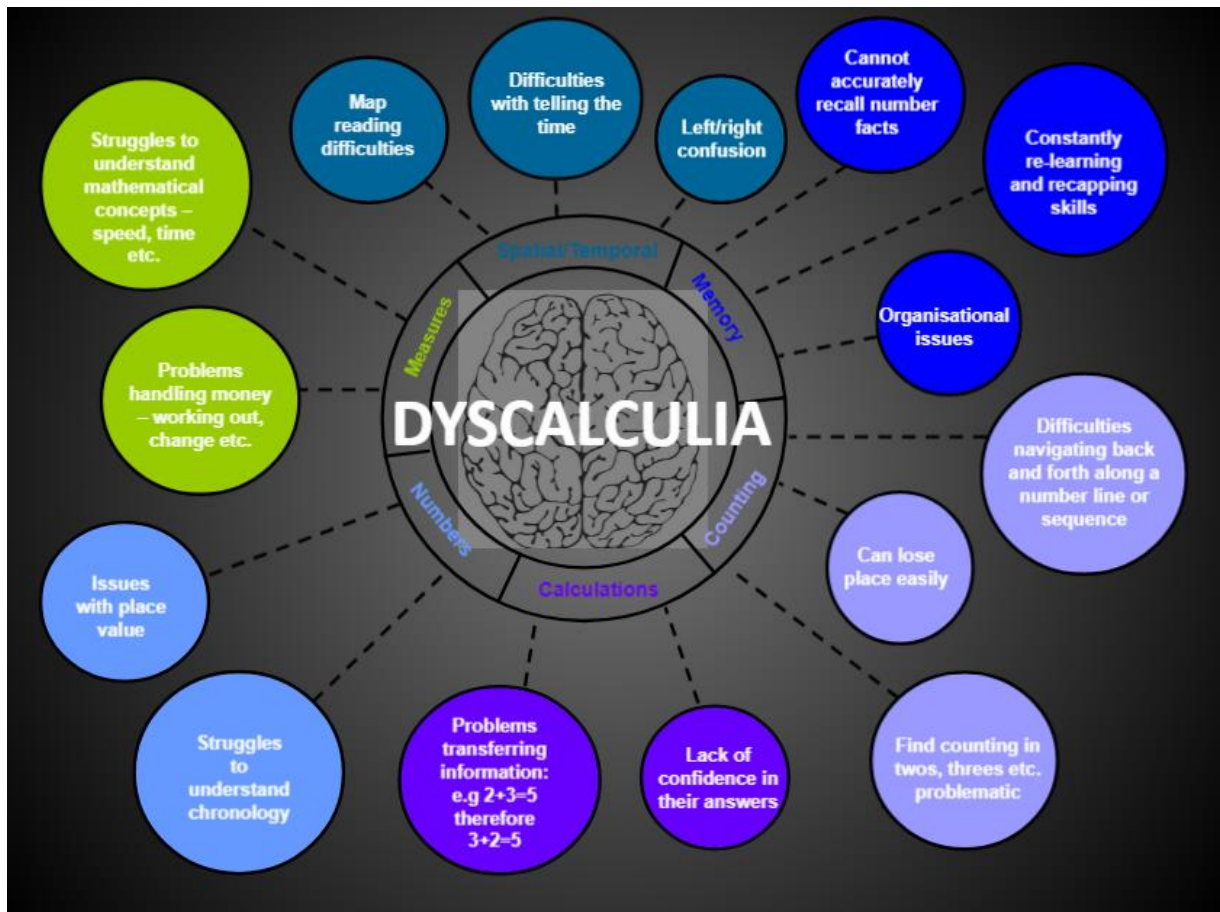 Struggles to
understand
mathematical
concepts –
speed, time
etc.
Map
reading
difficulties
Difficulties
with telling the
time
Left/right
confusion
Cannot
accurately
recall number
facts
Constantly
re-learning
and recapping
skills
Organisational
issues
Difficulties
navigating back
and forth along a
number line or
sequence
Can lose
place easily
Find counting in
twos, threes etc.
problematic
Lack of
confidence in
their answers
Problems
transferring
information:
e.g 2+3=5
therefore
3+2=5
Struggles
to
understand
chronology
Issues
with place
value
Problems
handling money
– working out,
change etc.
Spatial/Temporal
Memory
Counting
Calculations
Numbers
Measures
DYSCALCULIA